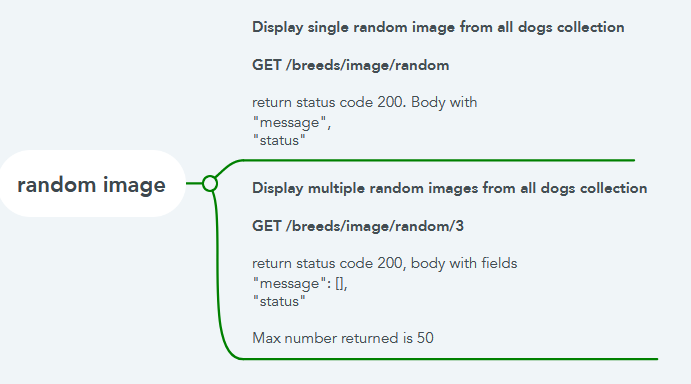 random image
Display single random image from all dogs collection
GET /breeds/image/random
return status code 200. Body with
"message",
"status"
Display multiple random images from all dogs collection
GET /breeds/image/random/3
return status code 200, body with fields
"message": [],
"status"
Max number returned is 50